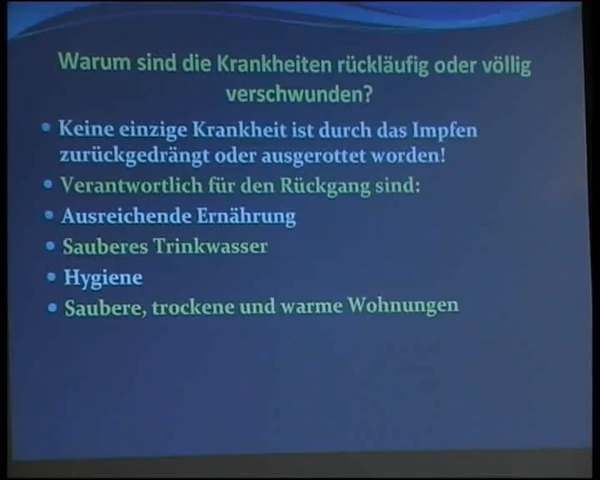 Warum sind die Krankheiten rückläufig oder völlig
verschwunden?
• Keine einzige Krankheit ist durch das Impfen
zurückgedrängt oder ausgerottet worden!
• Verantwortlich für den Rückgang sind:
• Ausreichende Ernährung
• Sauberes Trinkwasser
• Hygiene
• Saubere, trockene und warme Wohnungen